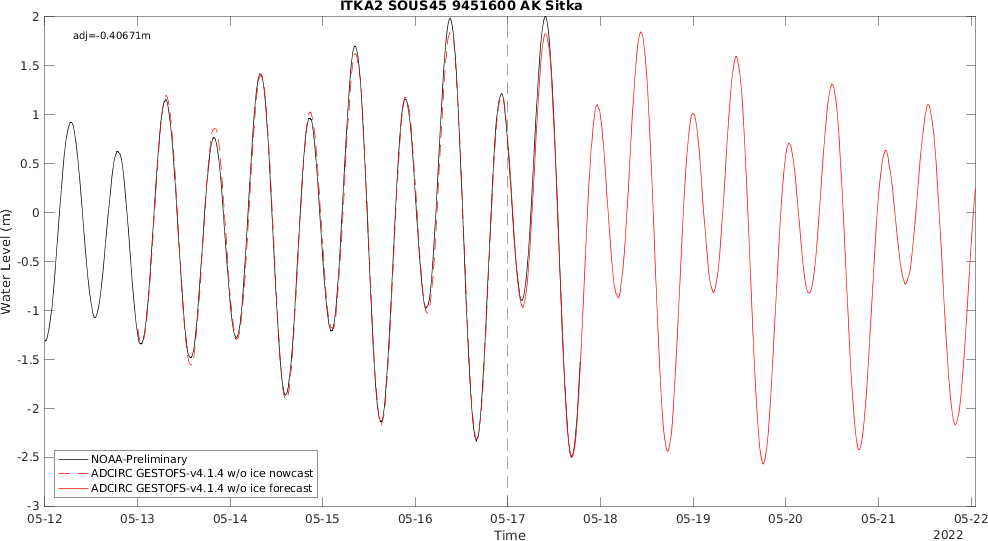 ITKA2 SOUS45 9451600 AK Sitka
adj=-0.40671m
2
1.5
1
0.5
0
-0.5
-1
-1.5
-2
-2.5
-3
Water Level (m)
NOAA-Preliminary
ADCIRC GESTOFS-v4.1.4 w/o ice nowcast
ADCIRC GESTOFS-v4.1.4 w/o ice forecast
05-12 05-13 05-14 05-15 05-16 05-17 05-18 05-19 05-20 05-21 05-22
Time
2022